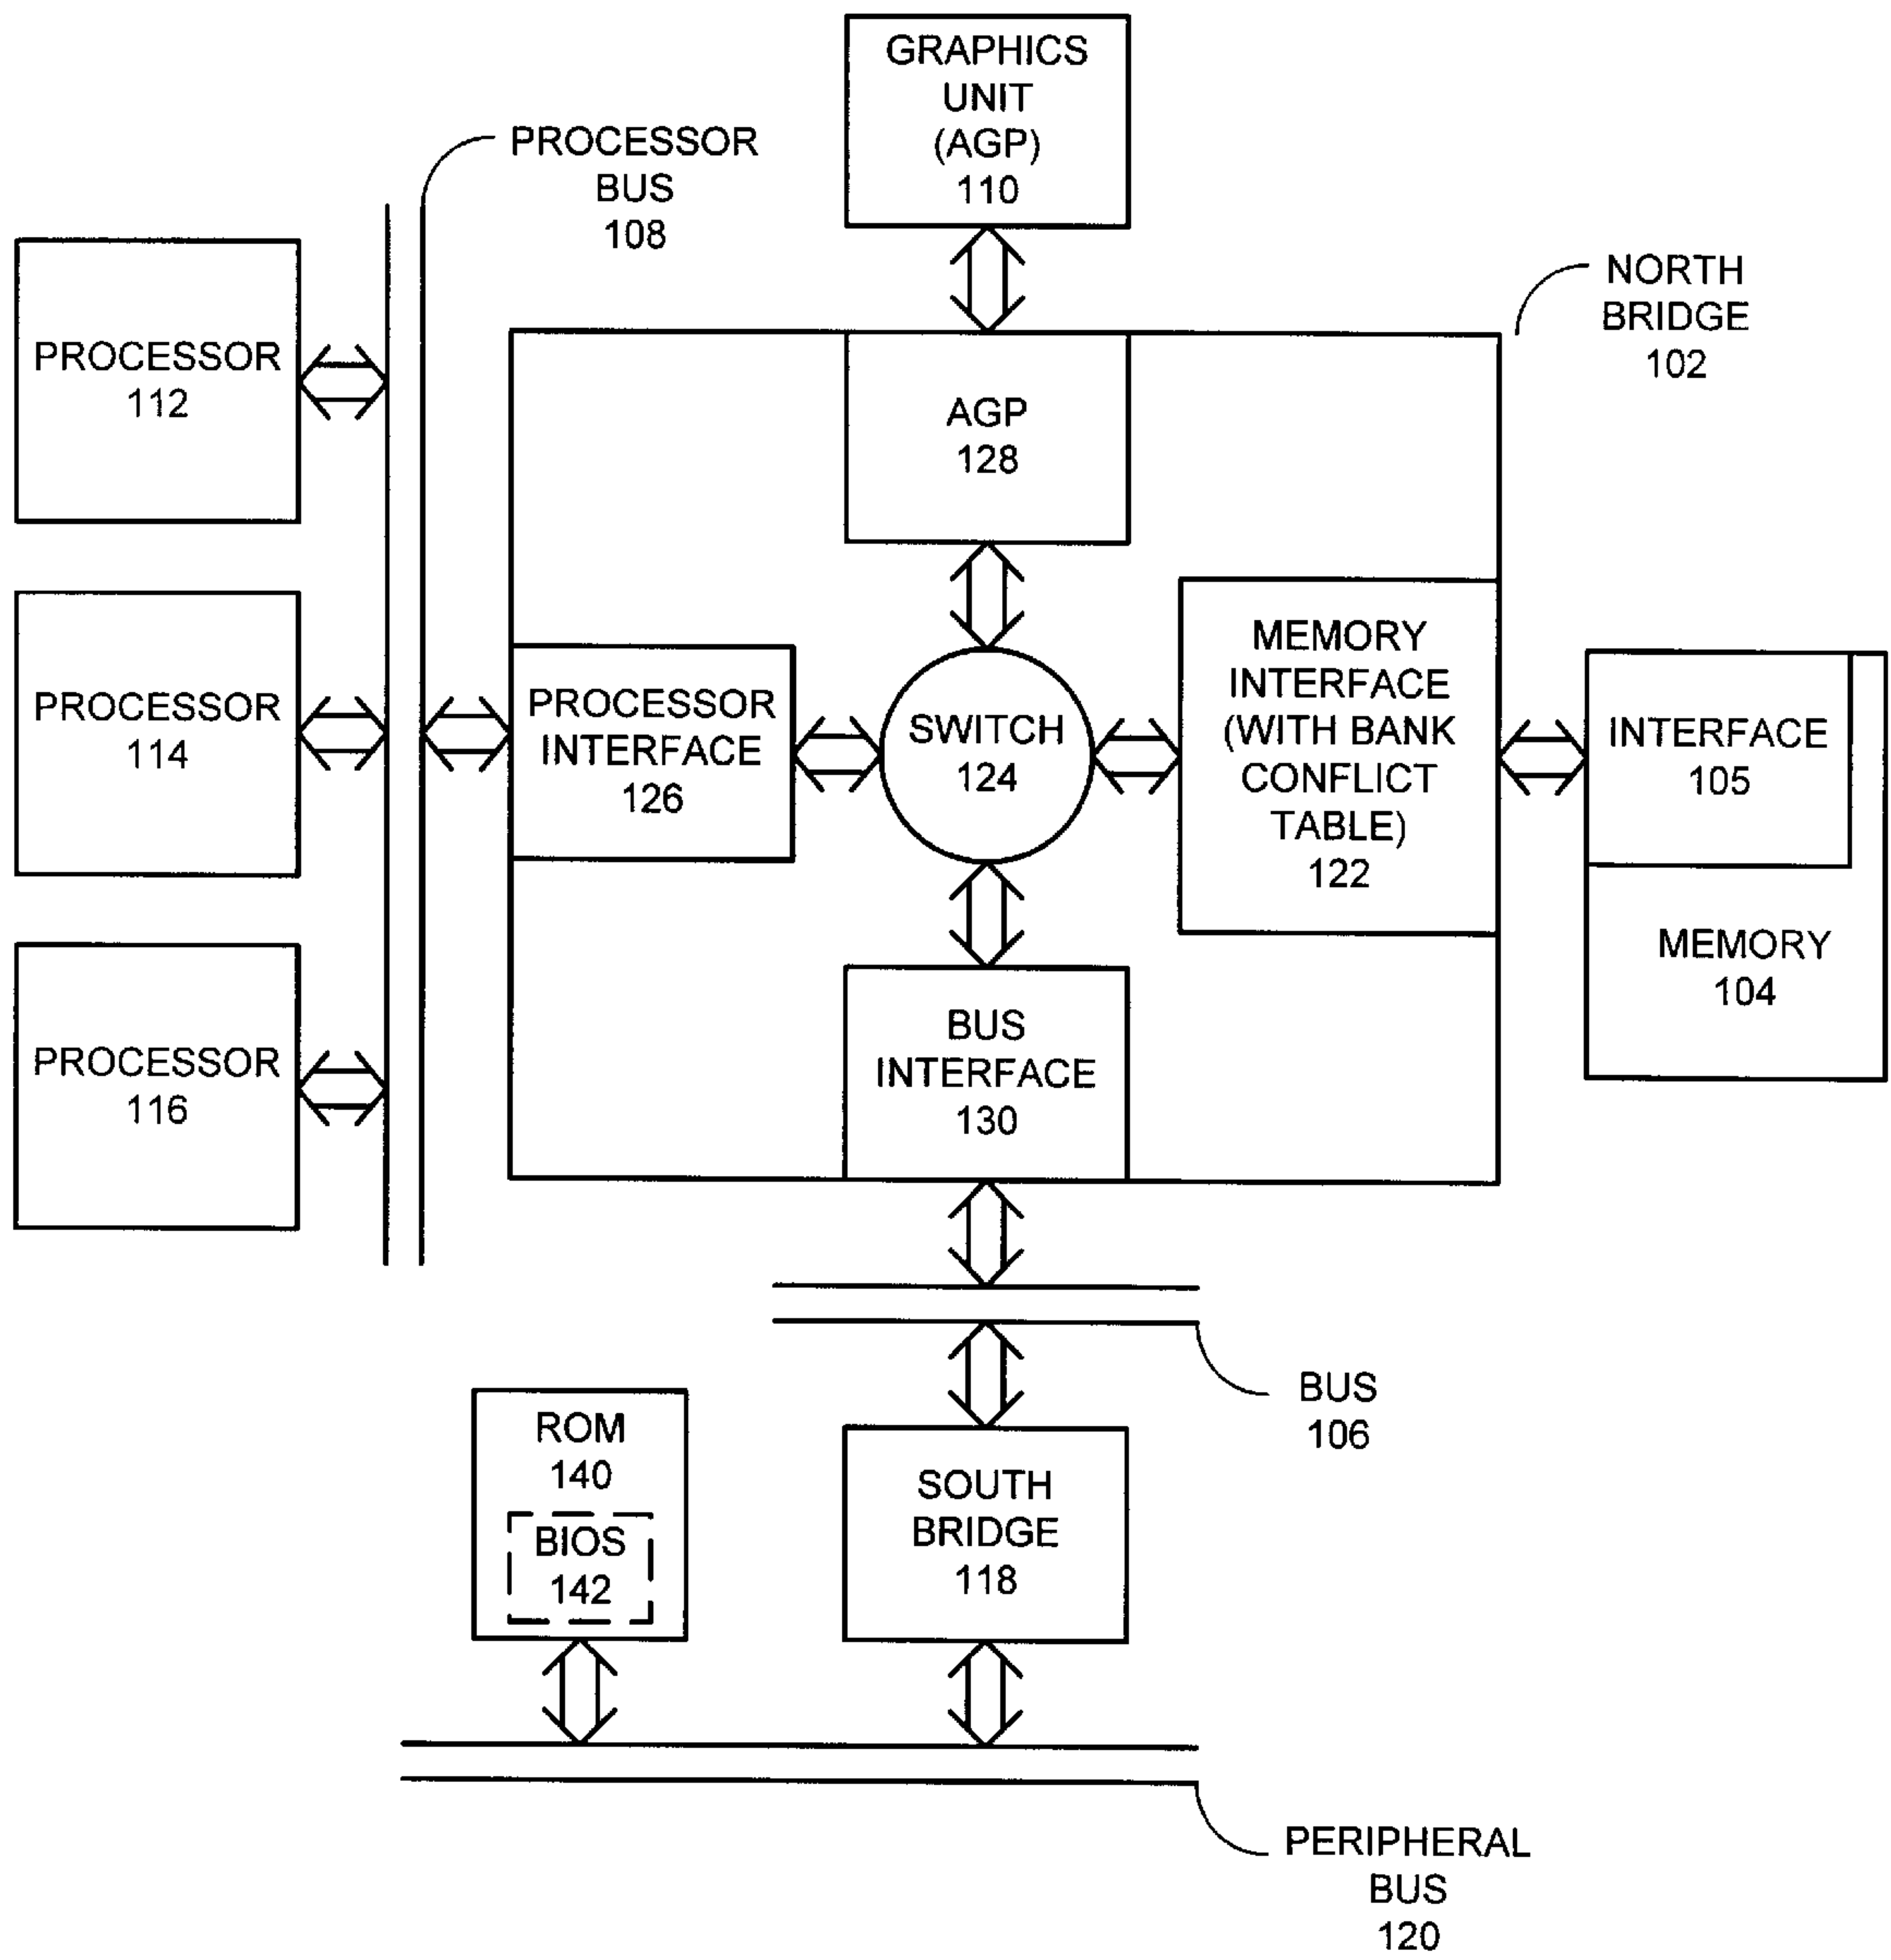 GRAPHICS
UNIT
(AGP)
110
PROCESSOR
BUS
108
NORTH
BRIDGE
102
PROCESSOR
112
AGP
128
PROCESSOR
114
PROCESSOR
INTERFACE
126
SWITCH
124
MEMORY
INTERFACE
(WITH BANK
CONFLICT
TABLE)
122
INTERFACE
105
MEMORY
104
PROCESSOR
116
BUS
INTERFACE
130
BUS
106
ROM
140
BIOS
142
SOUTH
BRIDGE
118
PERIPHERAL
BUS
120